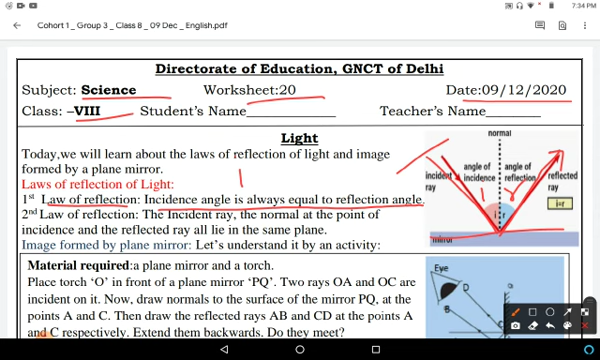 7:34 PM
Cohort 1 _ Group 3 _ Class 8 _ 09 Dec _ English.pdf
Directorate of Education, GNCT of Delhi
Subject: Science Worksheet:20 Date:09/12/2020
Class: –VIII Student’s Name____________ Teacher’s Name________
Light
Today,we will learn about the laws of reflection of light and image
formed by a plane mirror.
Laws of reflection of Light:
1st Law of reflection: Incidence angle is always equal to reflection angle.
2nd Law of reflection: The Incident ray, the normal at the point of
incidence and the reflected ray all lie in the same plane.
Image formed by plane mirror: Let’s understand it by an activity:
normal
incident ray
angle of incidence
angle of reflection
reflected ray
i r
i=r
mirror
Material required:a plane mirror and a torch.
Place torch ‘O’ in front of a plane mirror ‘PQ’. Two rays OA and OC are
incident on it. Now, draw normals to the surface of the mirror PQ, at the
points A and C. Then draw the reflected rays AB and CD at the points A
and C respectively. Extend them backwards. Do they meet?
Eye
D
B
C